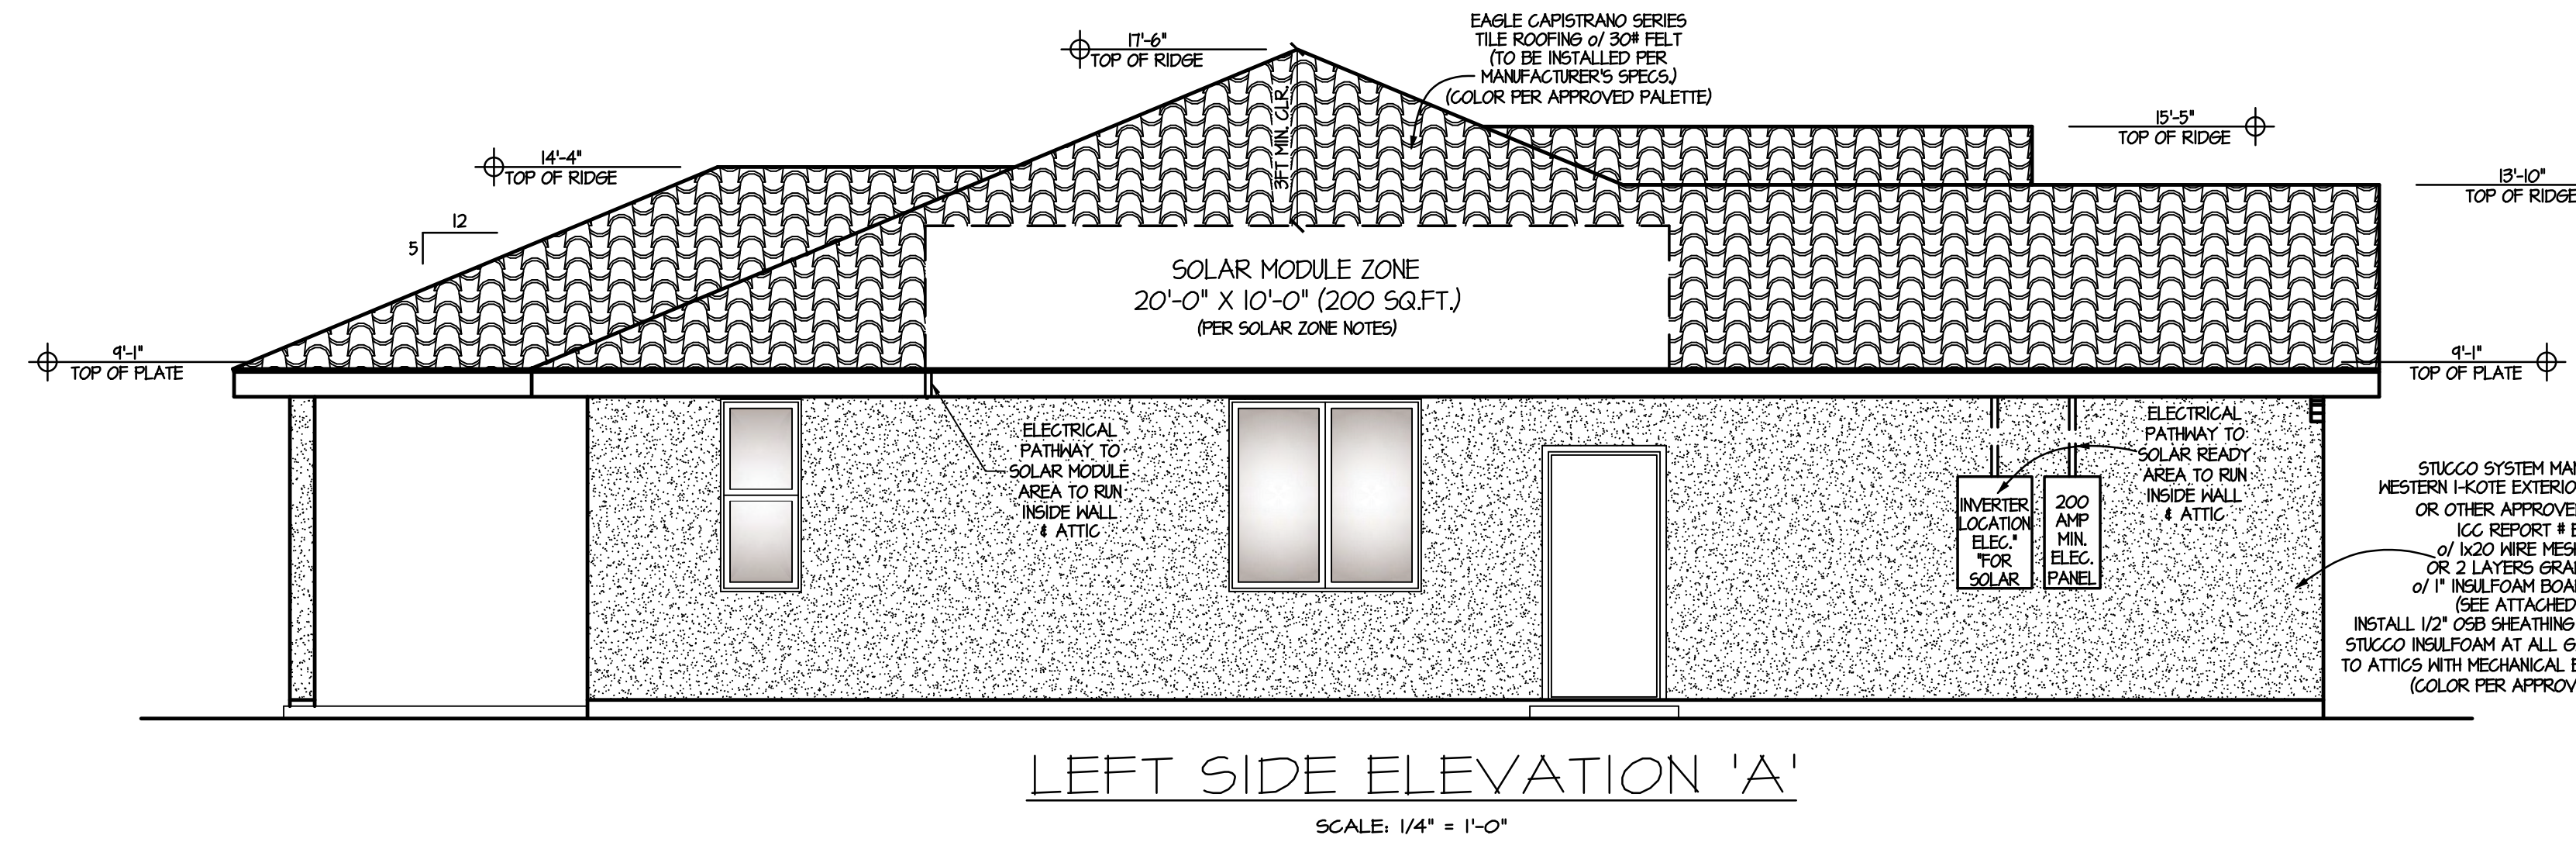 EAGLE CAPISTRANO SERIES
TILE ROOFING o/ 30# FELT
(TO BE INSTALLED PER
MANUFACTURER'S SPECS.)
(COLOR PER APPROVED PALETTE)
17'-6"
TOP OF RIDGE
3FT MIN. CLR.
15'-5"
TOP OF RIDGE
14'-4"
TOP OF RIDGE
13'-10"
TOP OF RIDGE
12
5
SOLAR MODULE ZONE
20'-0" X 10'-0" (200 SQ.FT.)
(PER SOLAR ZONE NOTES)
9'-1"
TOP OF PLATE
9'-1"
TOP OF PLATE
ELECTRICAL
PATHWAY TO
SOLAR MODULE
AREA TO RUN
INSIDE WALL
& ATTIC
ELECTRICAL
PATHWAY TO
SOLAR READY
AREA TO RUN
INSIDE WALL
& ATTIC
INVERTER
LOCATION
ELEC."
"FOR
SOLAR
200
AMP
MIN.
ELEC.
PANEL
STUCCO SYSTEM
WESTERN 1-KOTE
OR OTHER
ICC REPORT #
o/ 1x20 WIRE
OR 2 LAYERS
o/ 1" INSULFOAM
(SEE ATTACHED
INSTALL 1/2" OSB SHEATHING
STUCCO INSULFOAM AT ALL
TO ATTICS WITH MECHANICAL
(COLOR PER
LEFT SIDE ELEVATION 'A'
SCALE: 1/4" = 1'-0"